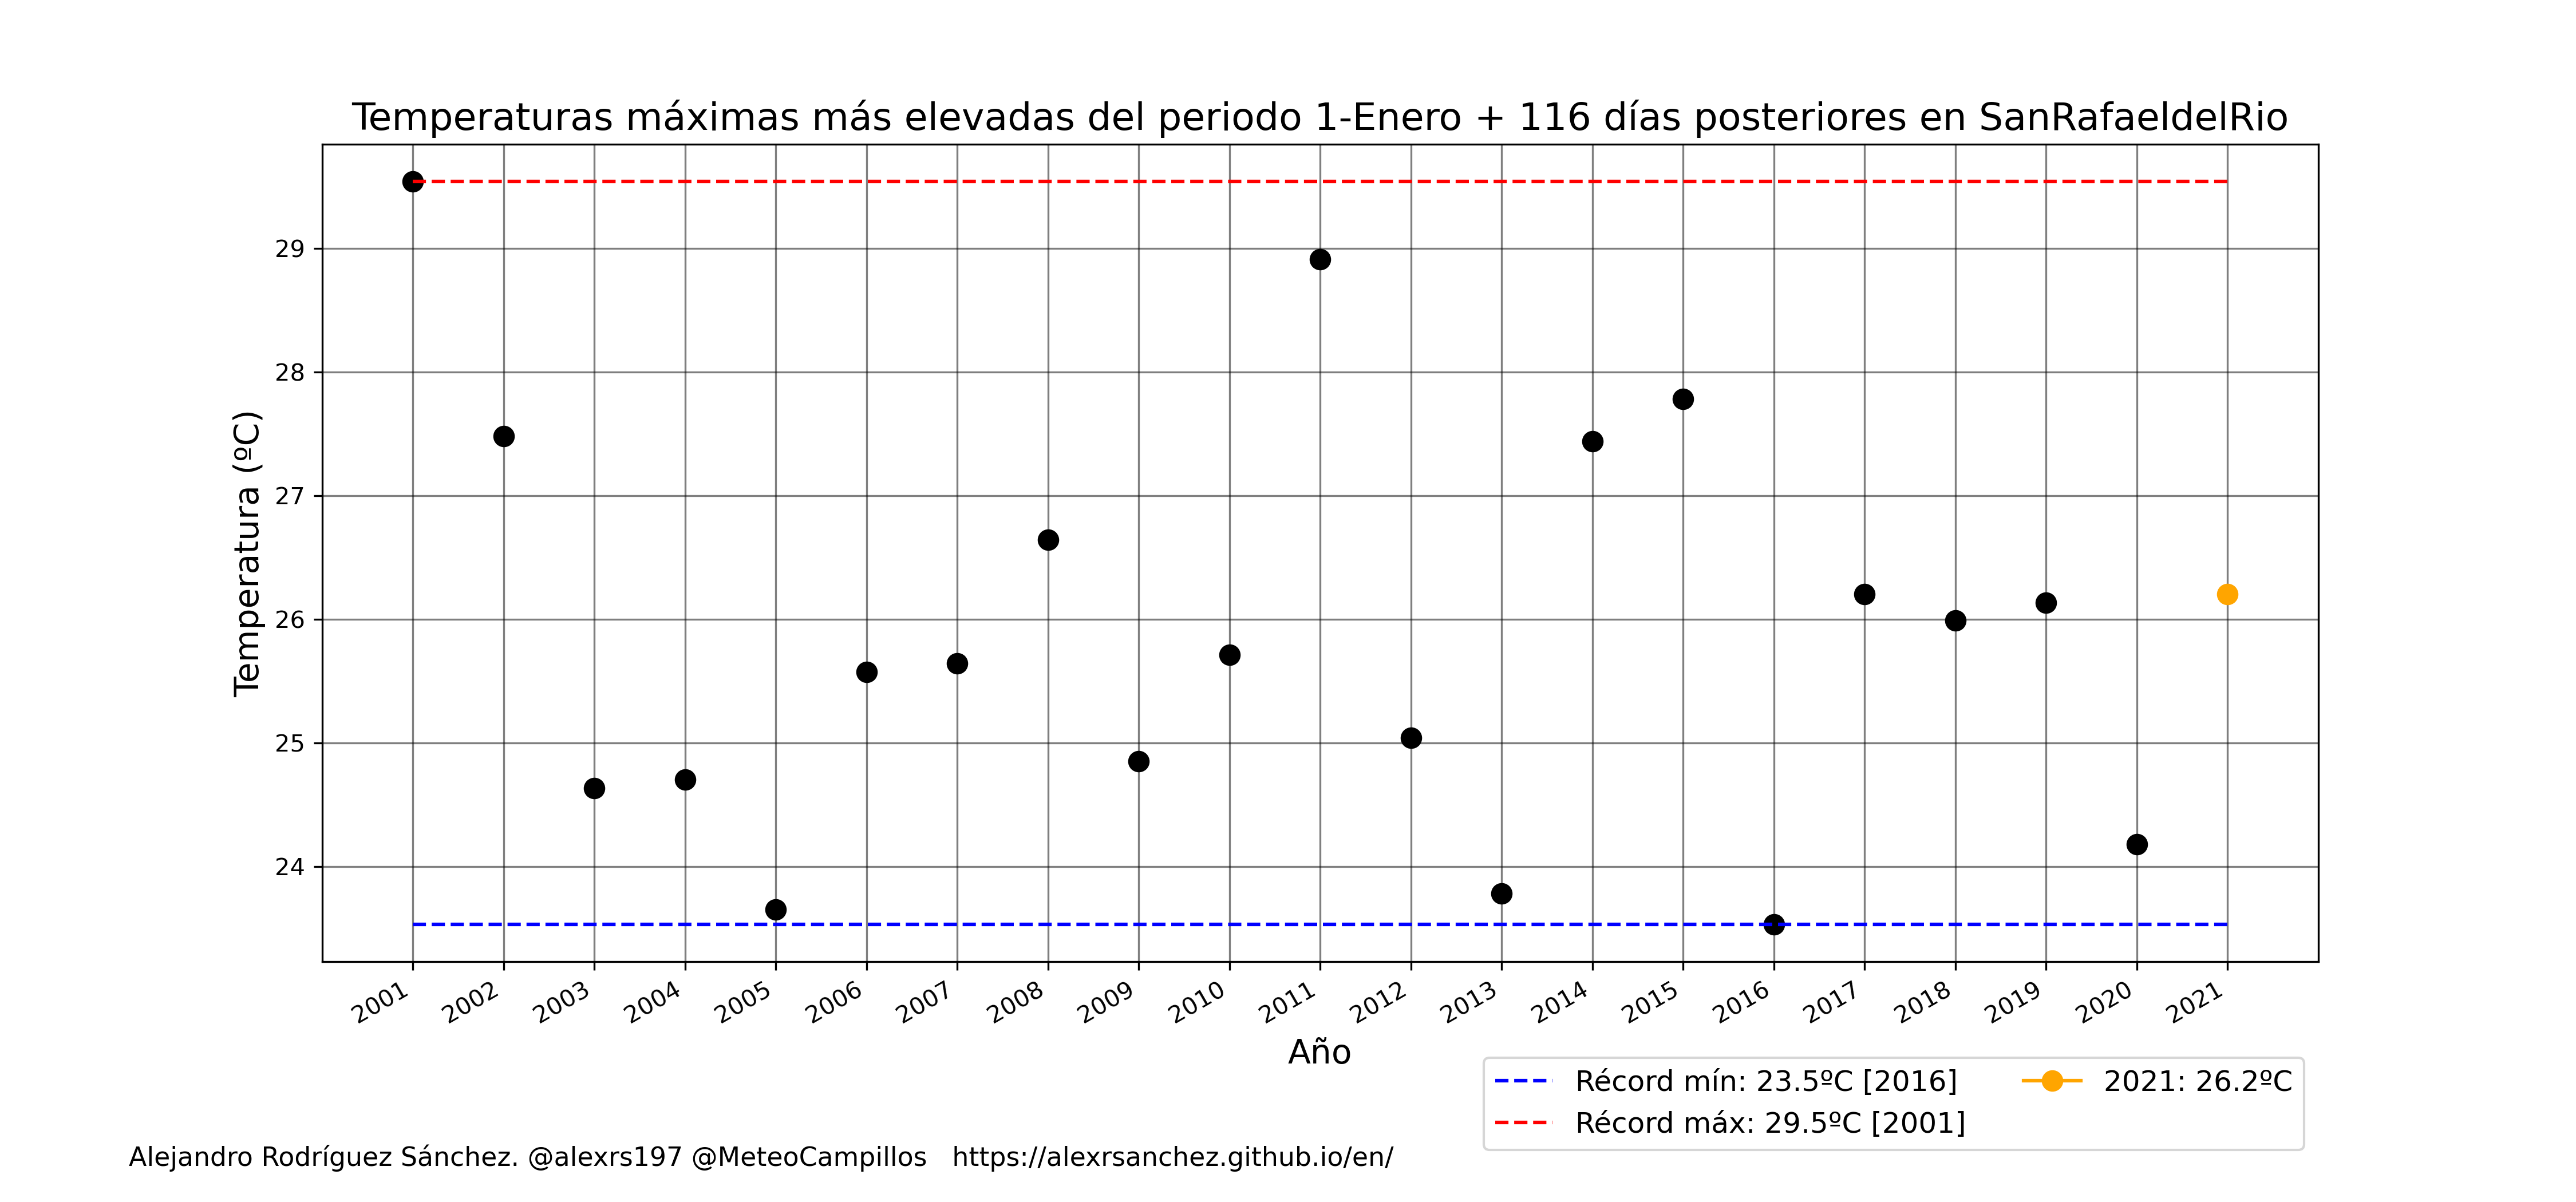 Temperaturas máximas más elevadas del periodo 1-Enero + 116 días posteriores en SanRafaeldelRio
Temperatura (ºC)
29
28
27
26
25
24
2001 2002 2003 2004 2005 2006 2007 2008 2009 2010 2011 2012 2013 2014 2015 2016 2017 2018 2019 2020 2021
Año
Récord mín: 23.5ºC [2016]
Récord máx: 29.5ºC [2001]
2021: 26.2ºC
Alejandro Rodríguez Sánchez. @alexrs197 @MeteoCampillos https://alexrsanchez.github.io/en/